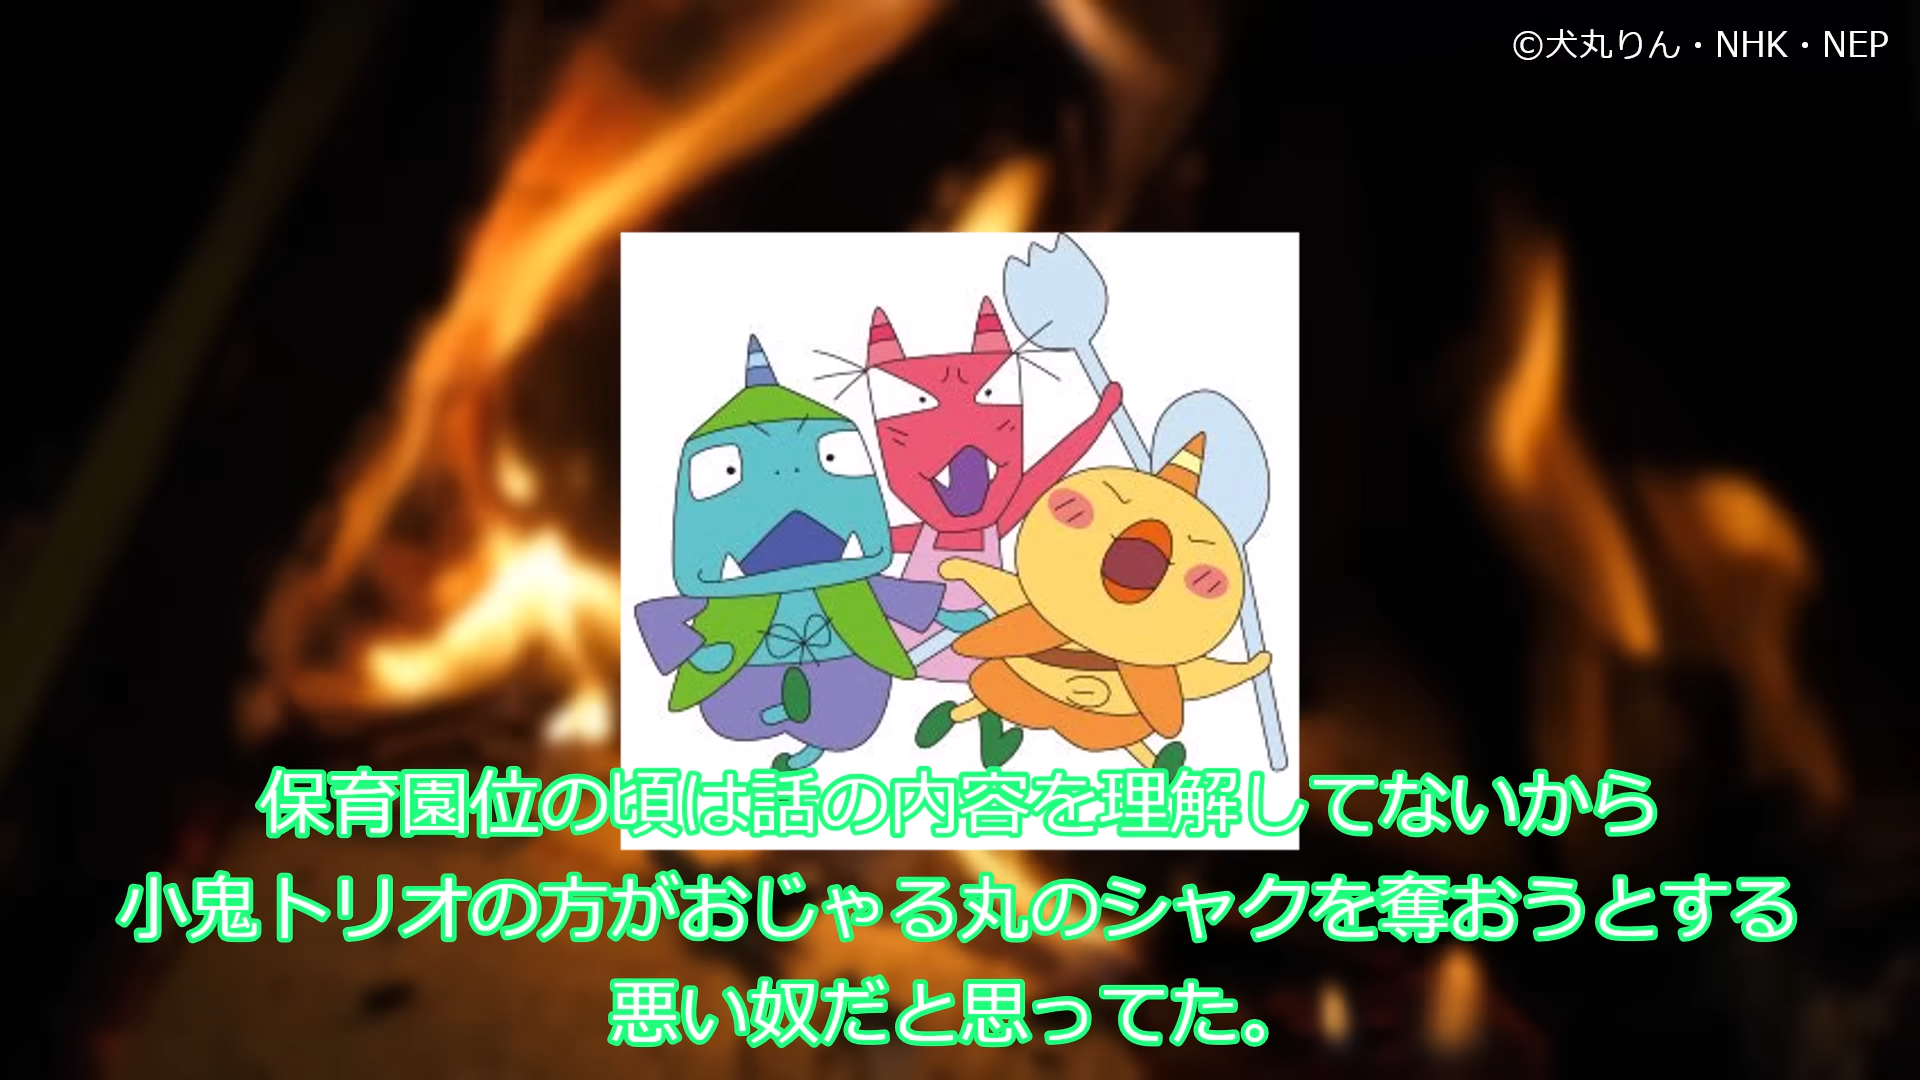 ©犬丸りん・NHK・NEP
保育園位の頃は話の内容を理解してないから
小鬼トリオの方がおじゃる丸のシャクを奪おうとする
悪い奴だと思ってた。